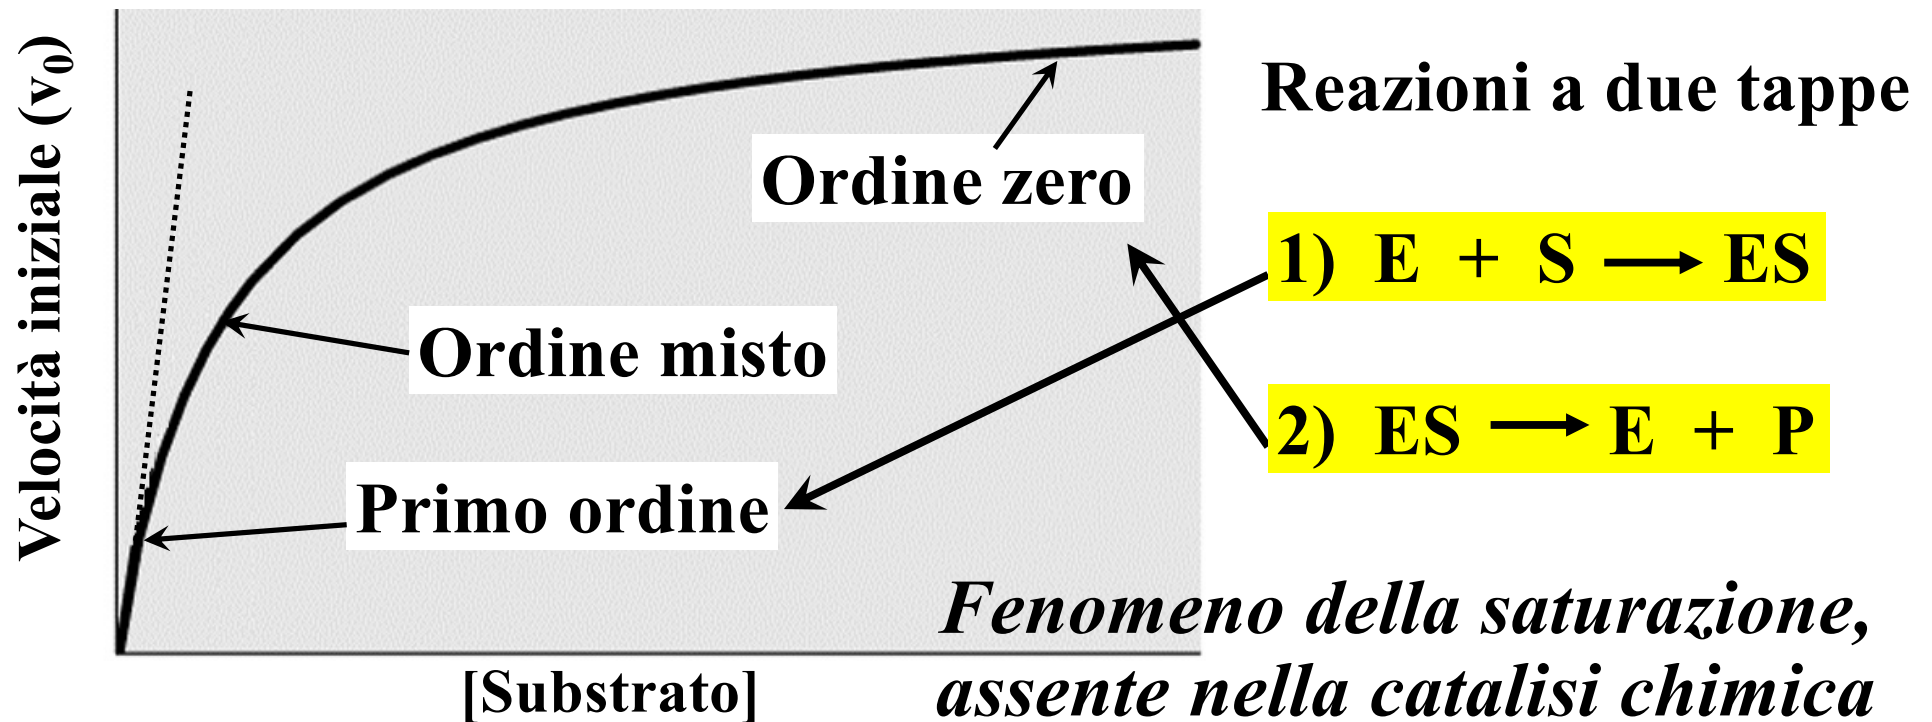 Velocità iniziale (v₀)
Reazioni a due tappe
Ordine zero
1) E + S ⟶ ES
Ordine misto
2) ES ⟶ E + P
Primo ordine
Fenomeno della saturazione,
assente nella catalisi chimica
[Substrato]